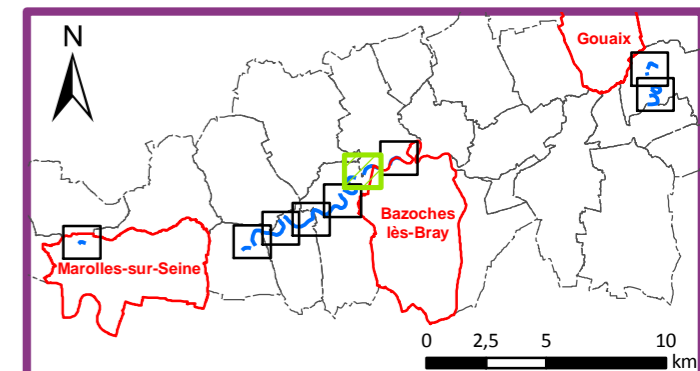 N
Gouaix
Bazoches
lès-Bray
Marolles-sur-Seine
0 2,5 5 10
km